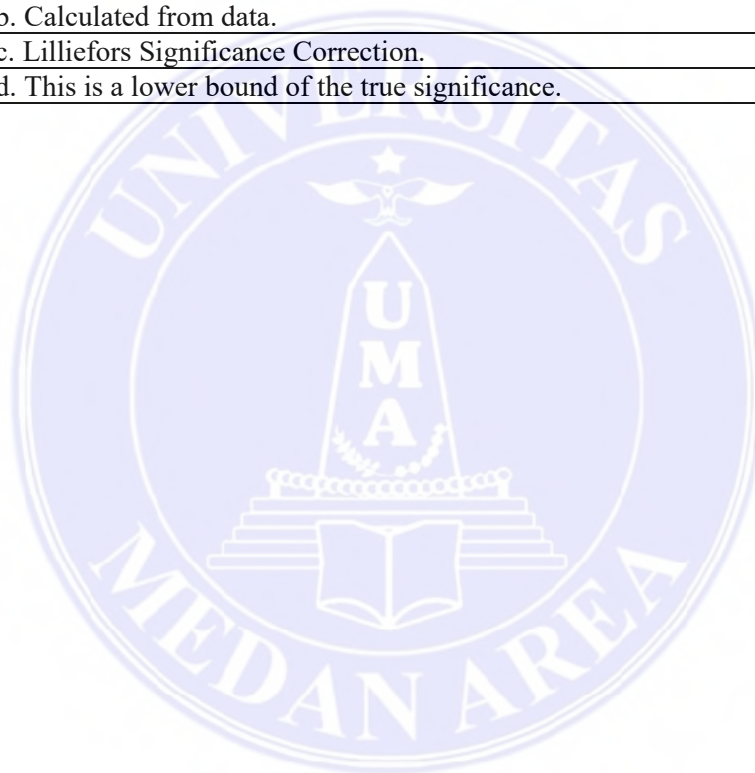 b. Calculated from data.
c. Lilliefors Significance Correction.
d. This is a lower bound of the true significance.
UNIVERSITAS
U
M
A
MEDAN AREA